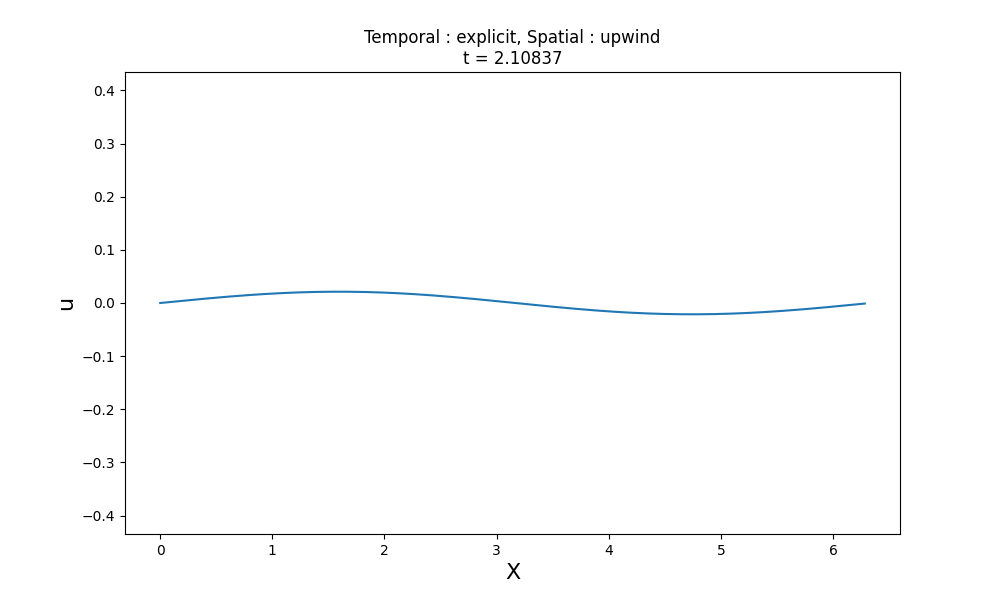 Temporal : explicit, Spatial : upwind
t = 2.10837
0.4
0.3
0.2
0.1
0.0
−0.1
−0.2
−0.3
−0.4
u
0 1 2 3 4 5 6
X